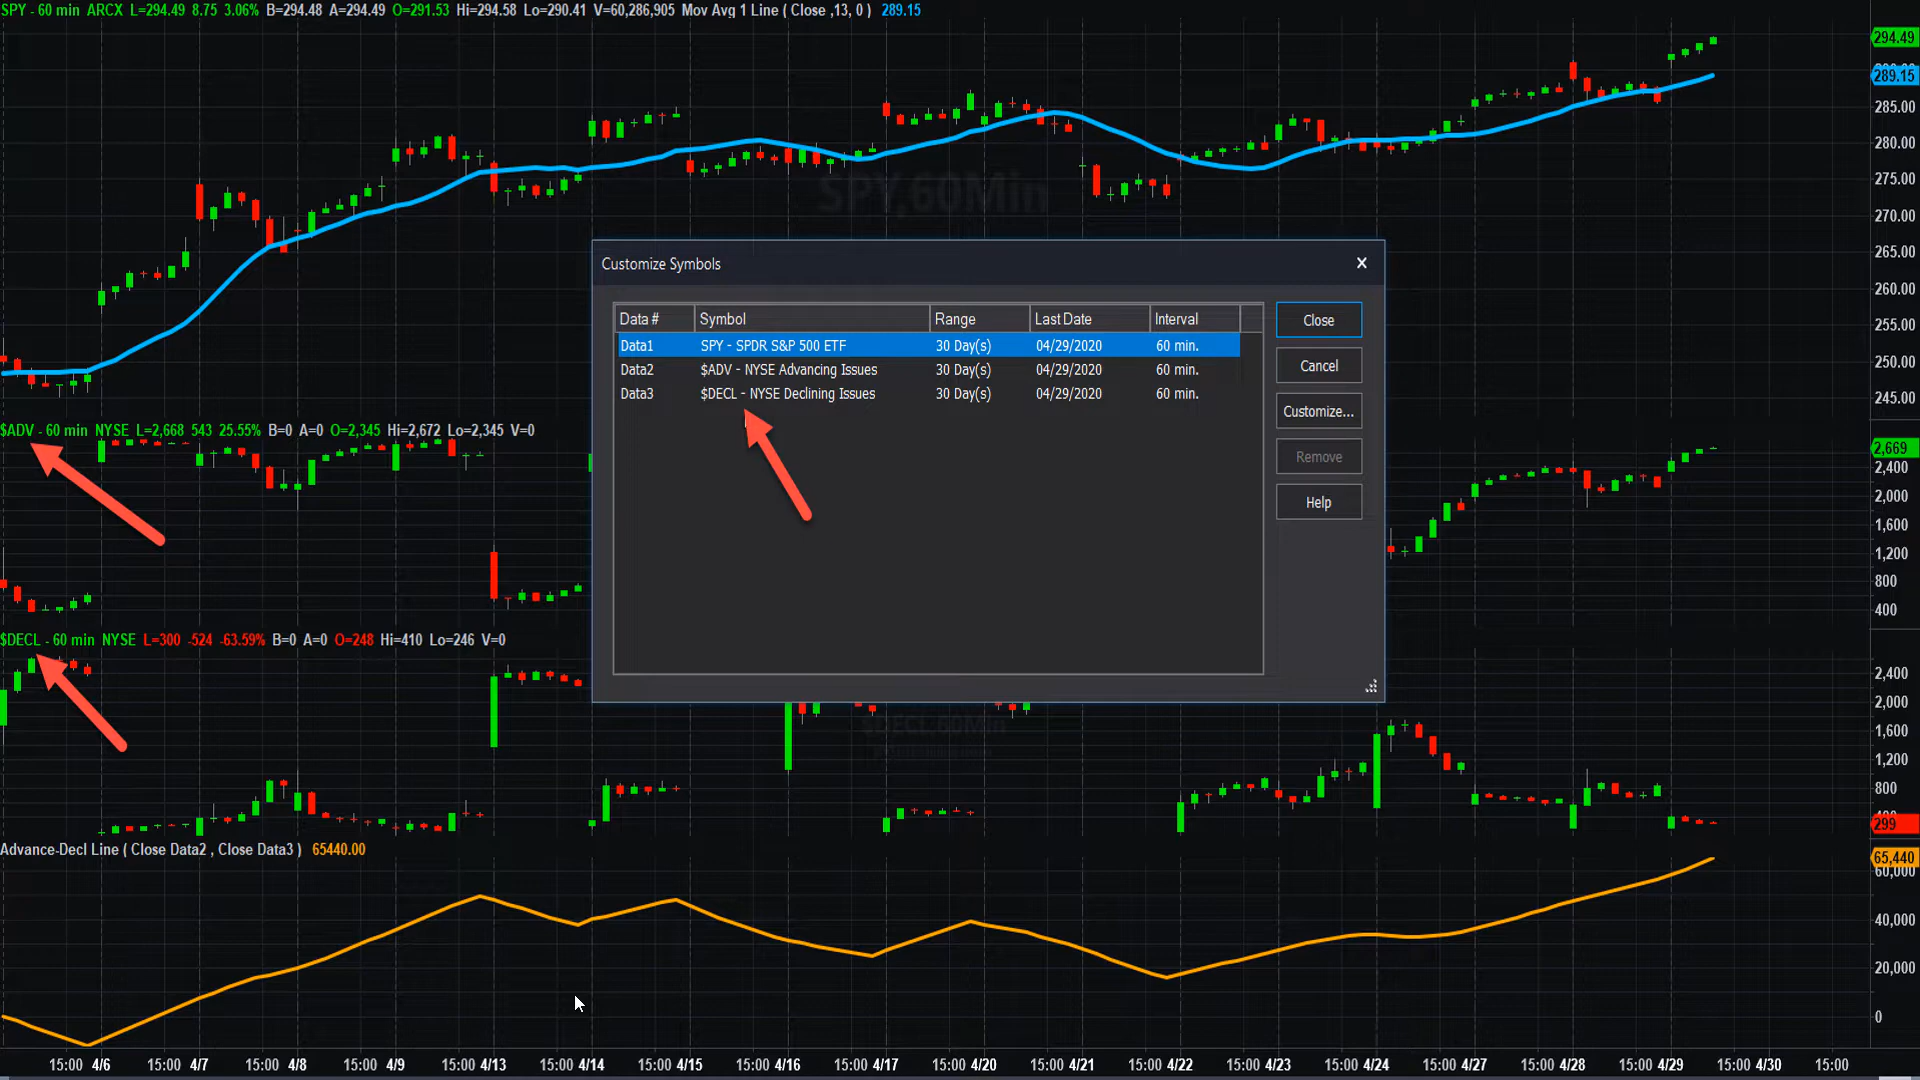 SPY - 60 min  ARCX  L=294.49  8.75  3.06%  B=294.48  A=294.49  O=291.53  Hi=294.58  Lo=290.41  V=60,286,905  Mov Avg 1 Line ( Close ,13, 0 )  289.15
294.49
289.15
285.00
280.00
275.00
270.00
265.00
260.00
255.00
250.00
245.00
SPY,60Min
Customize Symbols
Data # Symbol Range Last Date Interval
Data1 SPY - SPDR S&P 500 ETF 30 Day(s) 04/29/2020 60 min.
Data2 $ADV - NYSE Advancing Issues 30 Day(s) 04/29/2020 60 min.
Data3 $DECL - NYSE Declining Issues 30 Day(s) 04/29/2020 60 min.
Close
Cancel
Customize...
Remove
Help
$ADV - 60 min  NYSE  L=2,668  543  25.55%  B=0  A=0  O=2,345  Hi=2,672  Lo=2,345  V=0
2,669
2,400
2,000
1,600
1,200
800
400
$DECL - 60 min  NYSE  L=300  -524  -63.59%  B=0  A=0  O=248  Hi=410  Lo=246  V=0
2,400
2,000
1,600
1,200
800
299
$DECL,60Min
Advance-Decl Line ( Close Data2 , Close Data3 )  65440.00
65,440
60,000
40,000
20,000
0
15:00 4/6 15:00 4/7 15:00 4/8 15:00 4/9 15:00 4/13 15:00 4/14 15:00 4/15 15:00 4/16 15:00 4/17 15:00 4/20 15:00 4/21 15:00 4/22 15:00 4/23 15:00 4/24 15:00 4/27 15:00 4/28 15:00 4/29 15:00 4/30 15:00